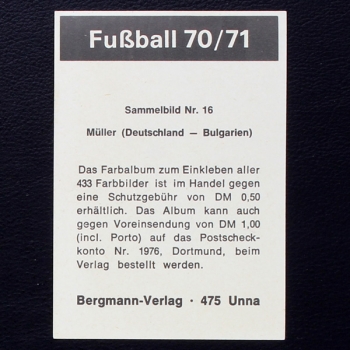 Fußball 70/71
Sammelbild Nr. 16
Müller (Deutschland — Bulgarien)
Das Farbalbum zum Einkleben aller
433 Farbbilder ist im Handel gegen
eine Schutzgebühr von DM 0,50
erhältlich. Das Album kann auch
gegen Voreinsendung von DM 1,00
(incl. Porto) auf das Postscheck-
konto Nr. 1976, Dortmund, beim
Verlag bestellt werden.
Bergmann-Verlag · 475 Unna